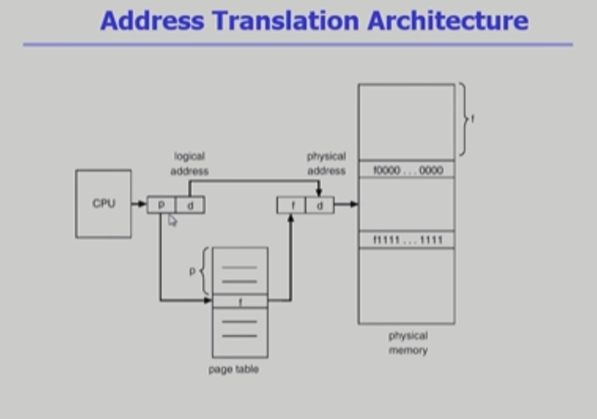 Address Translation Architecture
logical
address
physical
address
f
f0000 . . . 0000
CPU
p
d
f
d
f1111 . . . 1111
p
f
physical
memory
page table